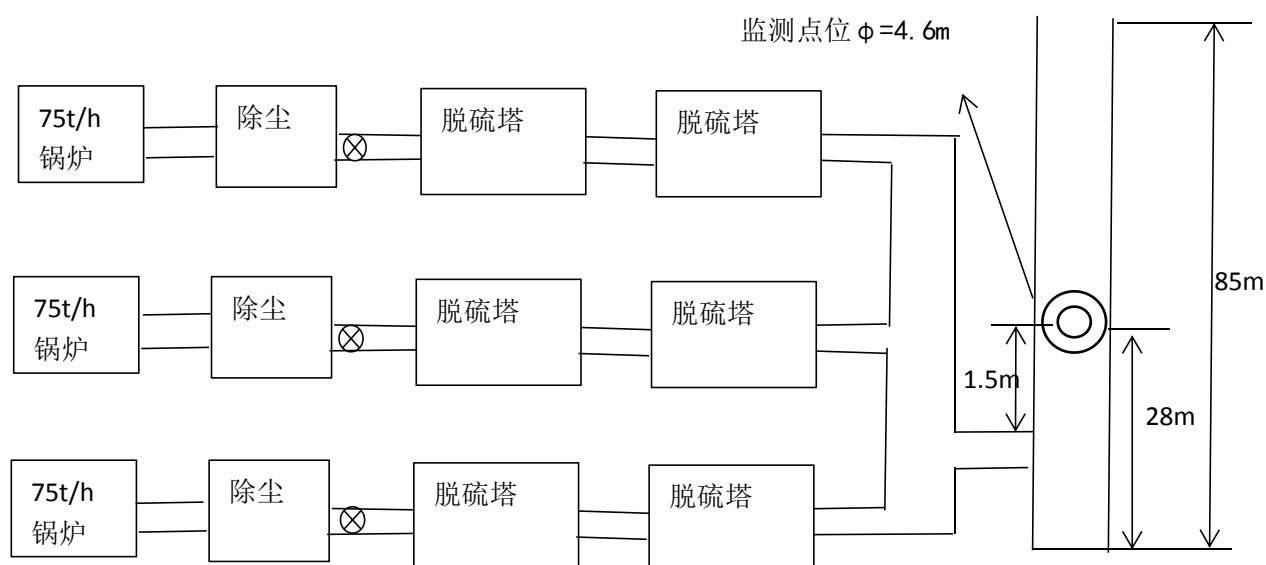 监测点位φ=4.6m
75t/h
锅炉
除尘
脱硫塔
脱硫塔
75t/h
锅炉
除尘
脱硫塔
脱硫塔
85m
1.5m
28m
75t/h
锅炉
除尘
脱硫塔
脱硫塔